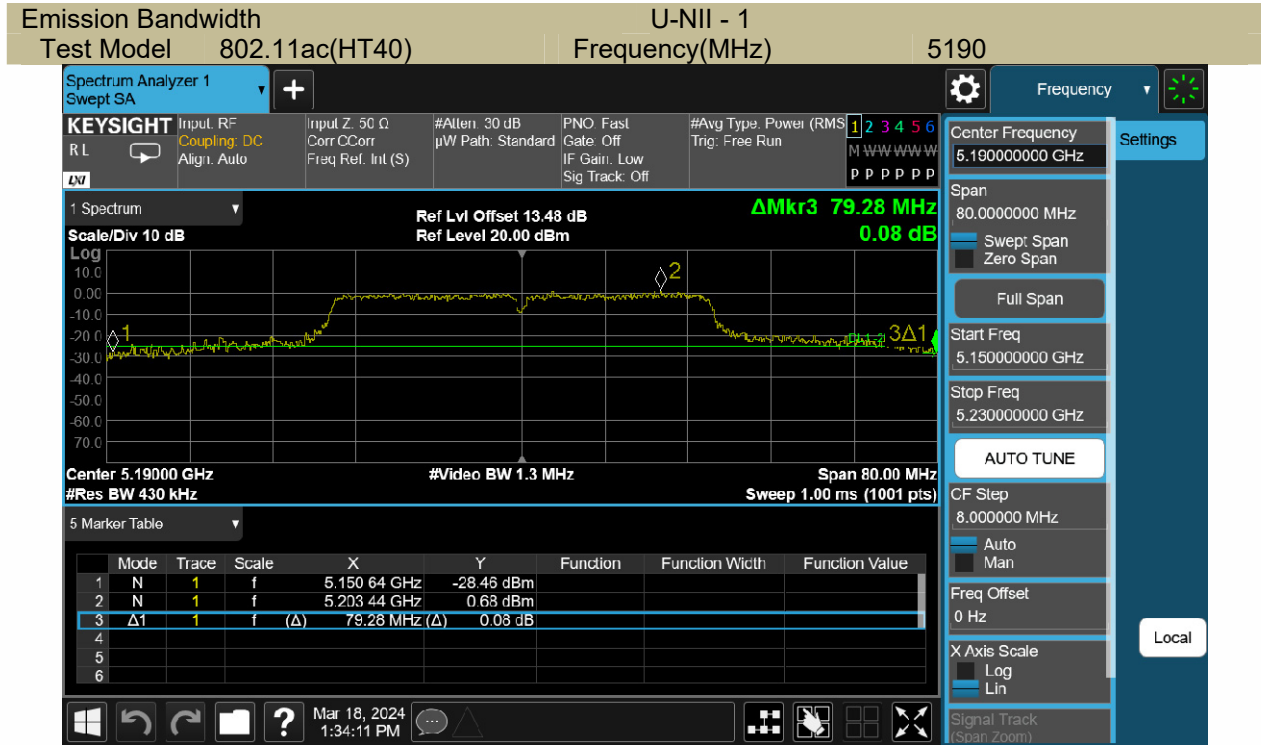 Emission Bandwidth U-NII - 1
Test Model 802.11ac(HT40) Frequency(MHz) 5190
Spectrum Analyzer 1
Swept SA
+
Frequency
KEYSIGHT
RL
LXI
Input: RF
Coupling: DC
Align: Auto
Input Z: 50 Ω
Corr CCorr
Freq Ref: Int (S)
#Atten: 30 dB
µW Path: Standard
PNO: Fast
Gate: Off
IF Gain: Low
Sig Track: Off
#Avg Type: Power (RMS
Trig: Free Run
1 2 3 4 5 6
M W W W W W
P P P P P P
Center Frequency
5.190000000 GHz
Settings
Span
80.0000000 MHz
Swept Span
Zero Span
Full Span
Start Freq
5.150000000 GHz
Stop Freq
5.230000000 GHz
AUTO TUNE
CF Step
8.000000 MHz
Auto
Man
Freq Offset
0 Hz
X Axis Scale
Log
Lin
Signal Track
(Span Zoom)
Local
1 Spectrum
Scale/Div 10 dB
Ref Lvl Offset 13.48 dB
Ref Level 20.00 dBm
ΔMkr3 79.28 MHz
0.08 dB
Log
10.0
0.00
-10.0
-20.0
-30.0
-40.0
-50.0
-60.0
70.0
1
2
3Δ1
Center 5.19000 GHz
#Res BW 430 kHz
#Video BW 1.3 MHz
Span 80.00 MHz
Sweep 1.00 ms (1001 pts)
5 Marker Table
Mode Trace Scale X Y Function Function Width Function Value
1 N 1 f 5.150 64 GHz -28.46 dBm
2 N 1 f 5.203 44 GHz 0.68 dBm
3 Δ1 1 f (Δ) 79.28 MHz (Δ) 0.08 dB
4
5
6
?
Mar 18, 2024
1:34:11 PM